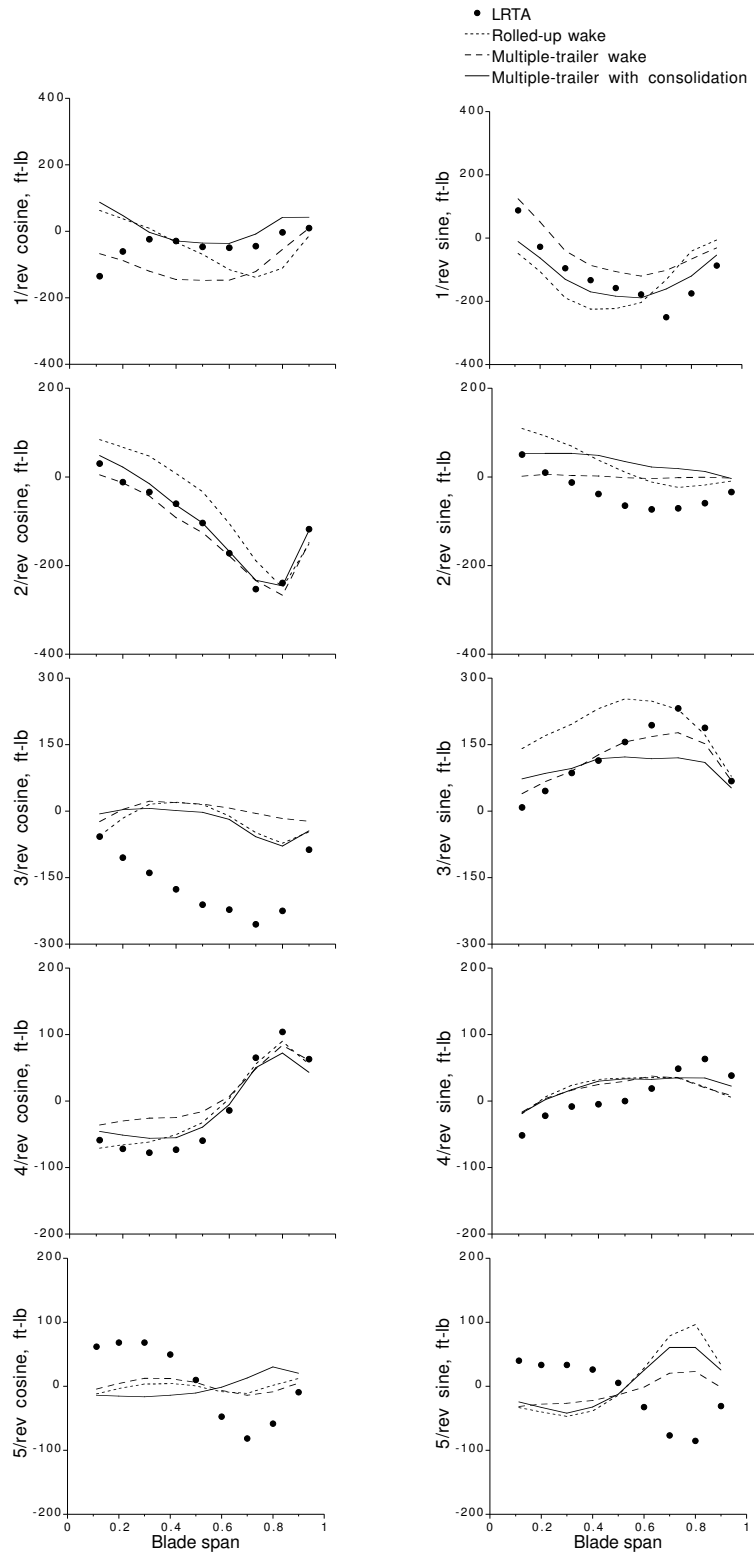 LRTA
Rolled-up wake
Multiple-trailer wake
Multiple-trailer with consolidation
400
200
0
-200
-400
1/rev cosine, ft-lb
400
200
0
-200
-400
1/rev sine, ft-lb
200
0
-200
-400
2/rev cosine, ft-lb
200
0
-200
-400
2/rev sine, ft-lb
300
150
0
-150
-300
3/rev cosine, ft-lb
300
150
0
-150
-300
3/rev sine, ft-lb
200
100
0
-100
-200
4/rev cosine, ft-lb
200
100
0
-100
-200
4/rev sine, ft-lb
200
100
0
-100
-200
5/rev cosine, ft-lb
0 0.2 0.4 0.6 0.8 1
Blade span
200
100
0
-100
-200
5/rev sine, ft-lb
0 0.2 0.4 0.6 0.8 1
Blade span